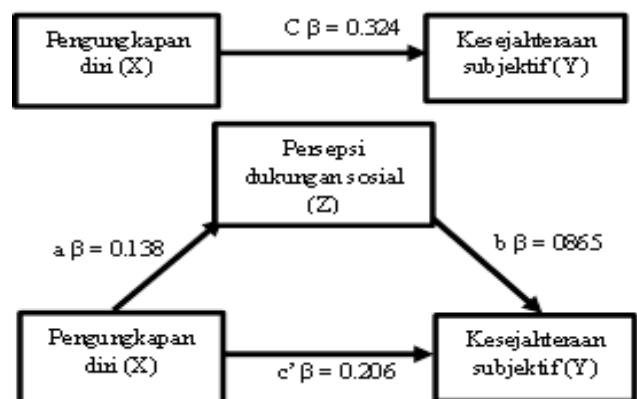 Pengungkapan
diri (X)
C β = 0.324
Kesejahteraan
subjektif (Y)
Persepsi
dukungan sosial
(Z)
a β = 0.138
b β = 0865
Pengungkapan
diri (X)
c’ β = 0.206
Kesejahteraan
subjektif (Y)